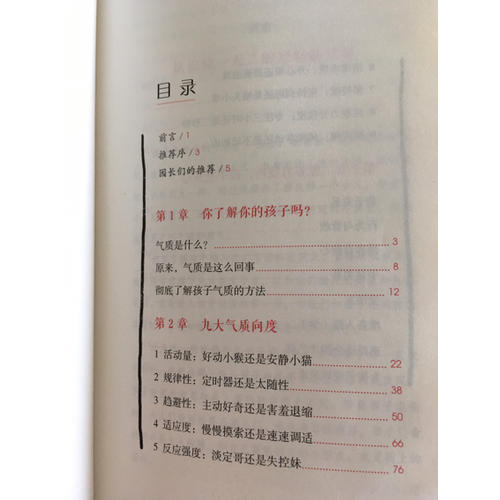 目录
前言/1
推荐序/3
园长们的推荐/5
第1章 你了解你的孩子吗？
气质是什么？ 3
原来，气质是这么回事 8
彻底了解孩子气质的方法 12
第2章 九大气质向度
1 活动量：好动小猴还是安静小猫 22
2 规律性：定时器还是太随性 38
3 趋避性：主动好奇还是害羞退缩 50
4 适应度：慢慢摸索还是速速调适 66
5 反应强度：淡定哥还是失控妹 76